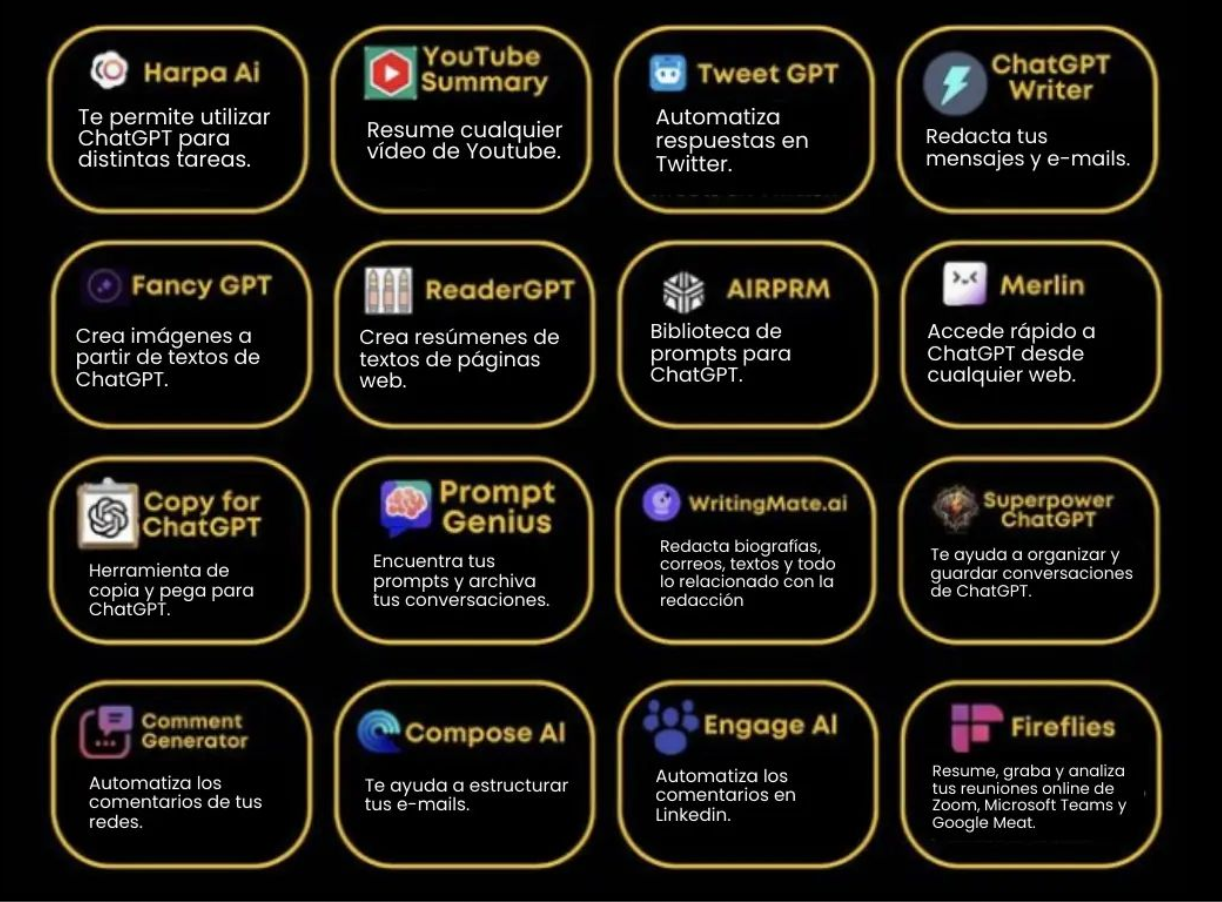 Harpa Ai
Te permite utilizar
ChatGPT para
distintas tareas.
YouTube
Summary
Resume cualquier
vídeo de Youtube.
Tweet GPT
Automatiza
respuestas en
Twitter.
ChatGPT
Writer
Redacta tus
mensajes y e-mails.
Fancy GPT
Crea imágenes a
partir de textos de
ChatGPT.
ReaderGPT
Crea resúmenes de
textos de páginas
web.
AIRPRM
Biblioteca de
prompts para
ChatGPT.
Merlin
Accede rápido a
ChatGPT desde
cualquier web.
Copy for
ChatGPT
Herramienta de
copia y pega para
ChatGPT.
Prompt
Genius
Encuentra tus
prompts y archiva
tus conversaciones.
WritingMate.ai
Redacta biografías,
correos, textos y todo
lo relacionado con la
redacción
Superpower
ChatGPT
Te ayuda a organizar y
guardar conversaciones
de ChatGPT.
Comment
Generator
Automatiza los
comentarios de tus
redes.
Compose AI
Te ayuda a estructurar
tus e-mails.
Engage AI
Automatiza los
comentarios en
Linkedin.
Fireflies
Resume, graba y analiza
tus reuniones online de
Zoom, Microsoft Teams y
Google Meat.